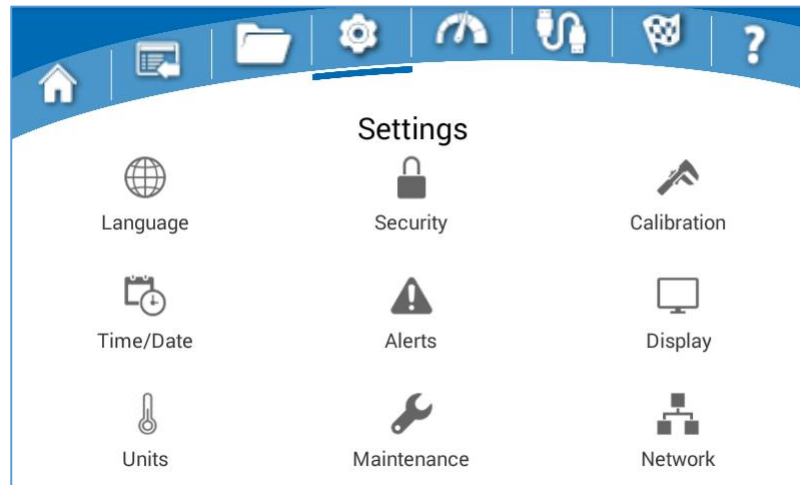 ?
Settings
Language Security Calibration
Time/Date Alerts Display
Units Maintenance Network